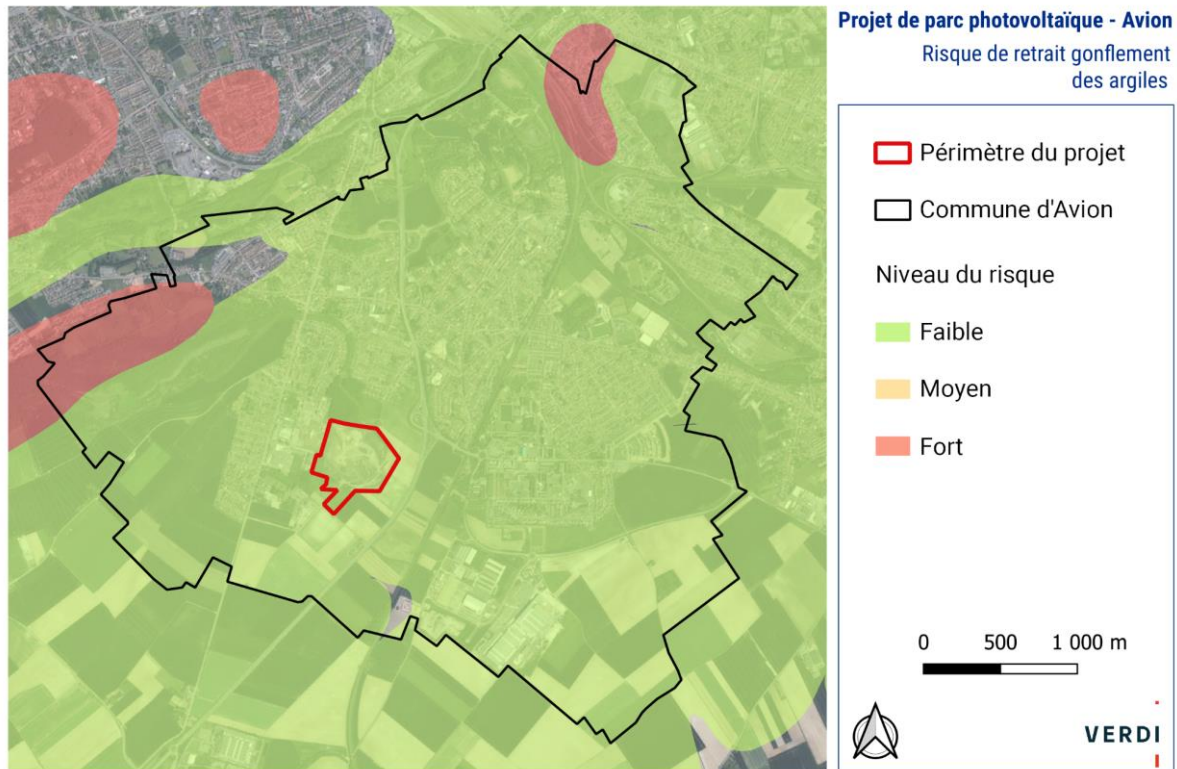 Projet de parc photovoltaïque - Avion
Risque de retrait gonflement
des argiles
Périmètre du projet
Commune d'Avion
Niveau du risque
Faible
Moyen
Fort
0 500 1 000 m
VERDI